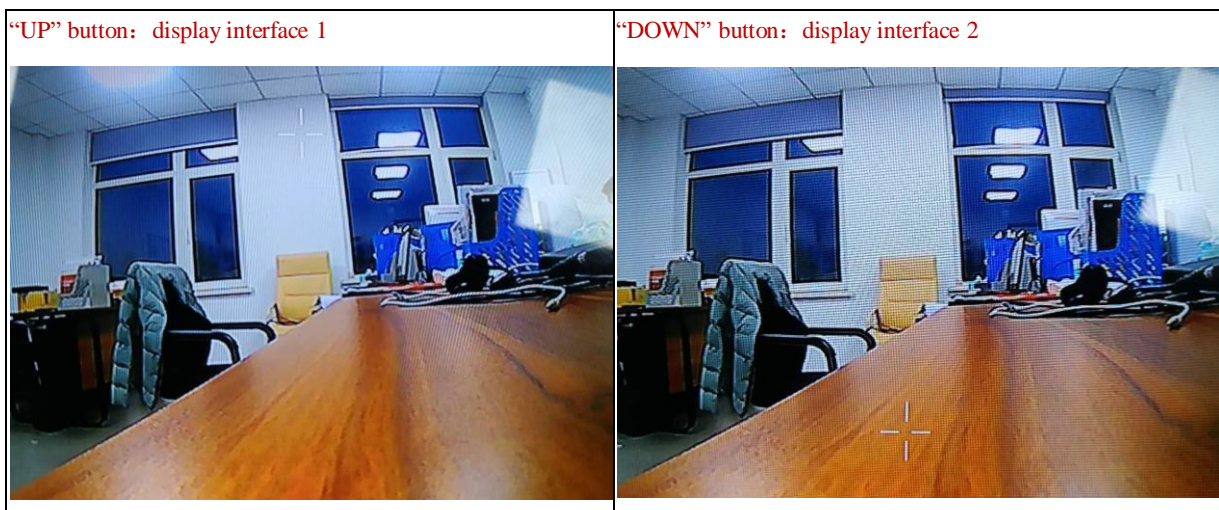 “UP” button：display interface 1
“DOWN” button：display interface 2